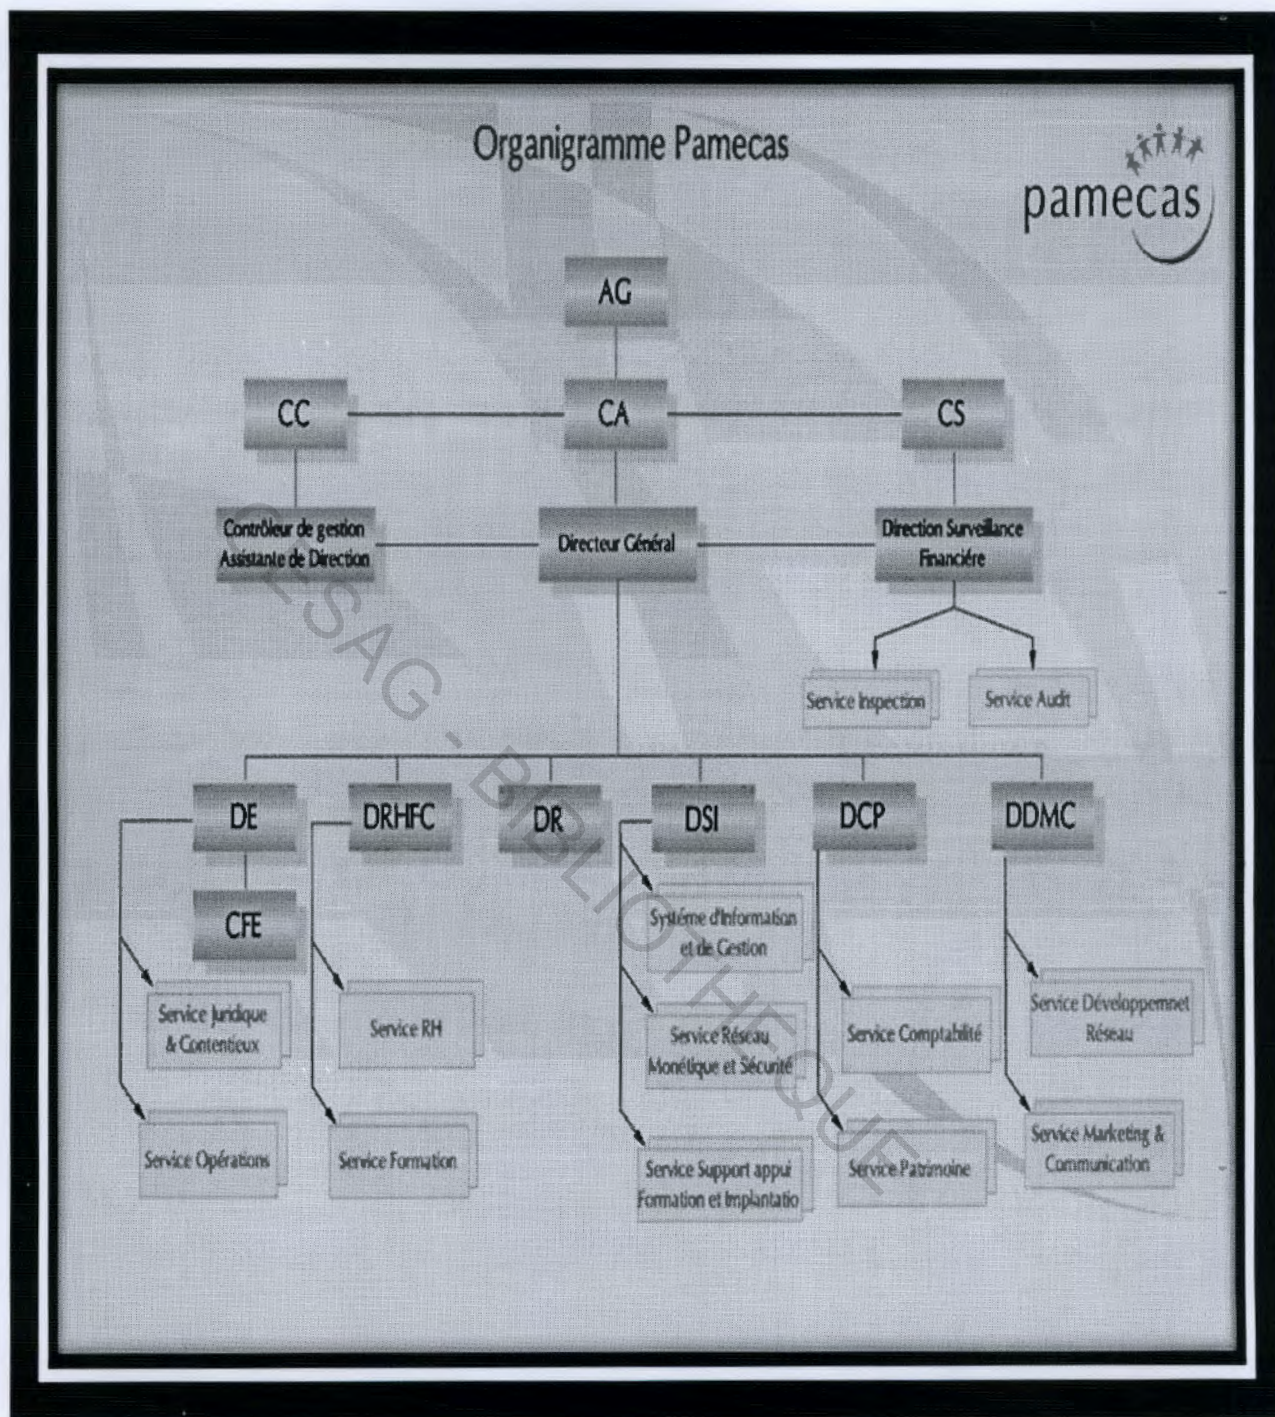 Organigramme Pamecas
pamecas
AG
CC
CA
CS
Contrôleur de gestion
Assistante de Direction
Directeur Général
Direction Surveillance
Financiére
Service Inspection
Service Audit
DE
DRHFC
DR
DSI
DCP
DDMC
CFE
Systéme d'Information
et de Gestion
Service Juridique
& Contentieux
Service RH
Service Réseau
Monétique et Sécurité
Service Comptabilité
Service Développemnet
Réseau
Service Opérations
Service Formation
Service Support appui
Formation et Implantatio
Service Patrimoine
Service Marketing &
Communication
CESAG - BIBLIOTHEQUE